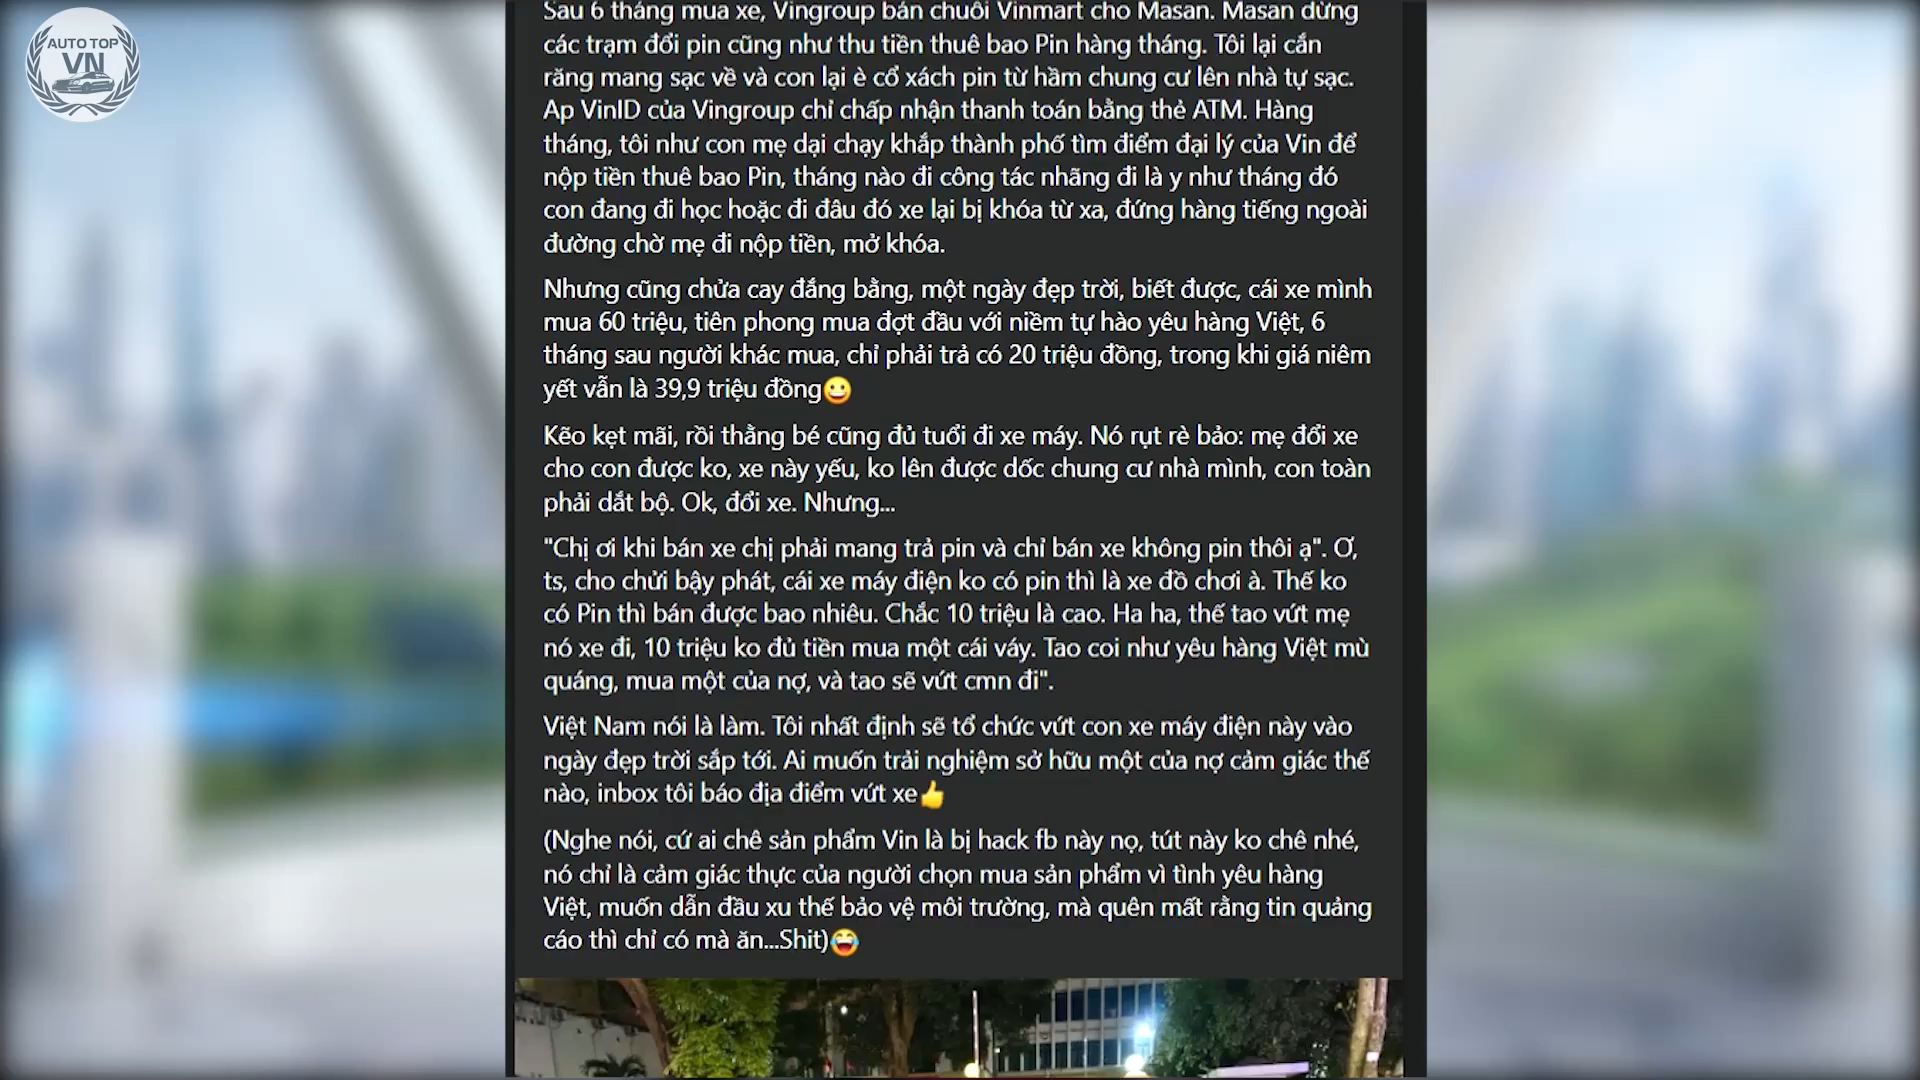 AUTO TOP
VN
Sau 6 tháng mua xe, Vingroup bán chuỗi Vinmart cho Masan. Masan dừng
các trạm đổi pin cũng như thu tiền thuê bao Pin hàng tháng. Tôi lại cắn
răng mang sạc về và con lại è cổ xách pin từ hầm chung cư lên nhà tự sạc.
Ap VinID của Vingroup chỉ chấp nhận thanh toán bằng thẻ ATM. Hàng
tháng, tôi như con mẹ dại chạy khắp thành phố tìm điểm đại lý của Vin để
nộp tiền thuê bao Pin, tháng nào đi công tác nhãng đi là y như tháng đó
con đang đi học hoặc đi đâu đó xe lại bị khóa từ xa, đứng hàng tiếng ngoài
đường chờ mẹ đi nộp tiền, mở khóa.
Nhưng cũng chửa cay đắng bằng, một ngày đẹp trời, biết được, cái xe mình
mua 60 triệu, tiên phong mua đợt đầu với niềm tự hào yêu hàng Việt, 6
tháng sau người khác mua, chỉ phải trả có 20 triệu đồng, trong khi giá niêm
yết vẫn là 39,9 triệu đồng😀
Kẽo kẹt mãi, rồi thằng bé cũng đủ tuổi đi xe máy. Nó rụt rè bảo: mẹ đổi xe
cho con được ko, xe này yếu, ko lên được dốc chung cư nhà mình, con toàn
phải dắt bộ. Ok, đổi xe. Nhưng...
"Chị ơi khi bán xe chị phải mang trả pin và chỉ bán xe không pin thôi ạ". Ơ,
ts, cho chửi bậy phát, cái xe máy điện ko có pin thì là xe đồ chơi à. Thế ko
có Pin thì bán được bao nhiêu. Chắc 10 triệu là cao. Ha ha, thế tao vứt mẹ
nó xe đi, 10 triệu ko đủ tiền mua một cái váy. Tao coi như yêu hàng Việt mù
quáng, mua một của nợ, và tao sẽ vứt cmn đi".
Việt Nam nói là làm. Tôi nhất định sẽ tổ chức vứt con xe máy điện này vào
ngày đẹp trời sắp tới. Ai muốn trải nghiệm sở hữu một của nợ cảm giác thế
nào, inbox tôi báo địa điểm vứt xe👍
(Nghe nói, cứ ai chê sản phẩm Vin là bị hack fb này nọ, tút này ko chê nhé,
nó chỉ là cảm giác thực của người chọn mua sản phẩm vì tình yêu hàng
Việt, muốn dẫn đầu xu thế bảo vệ môi trường, mà quên mất rằng tin quảng
cáo thì chỉ có mà ăn...Shit)😂